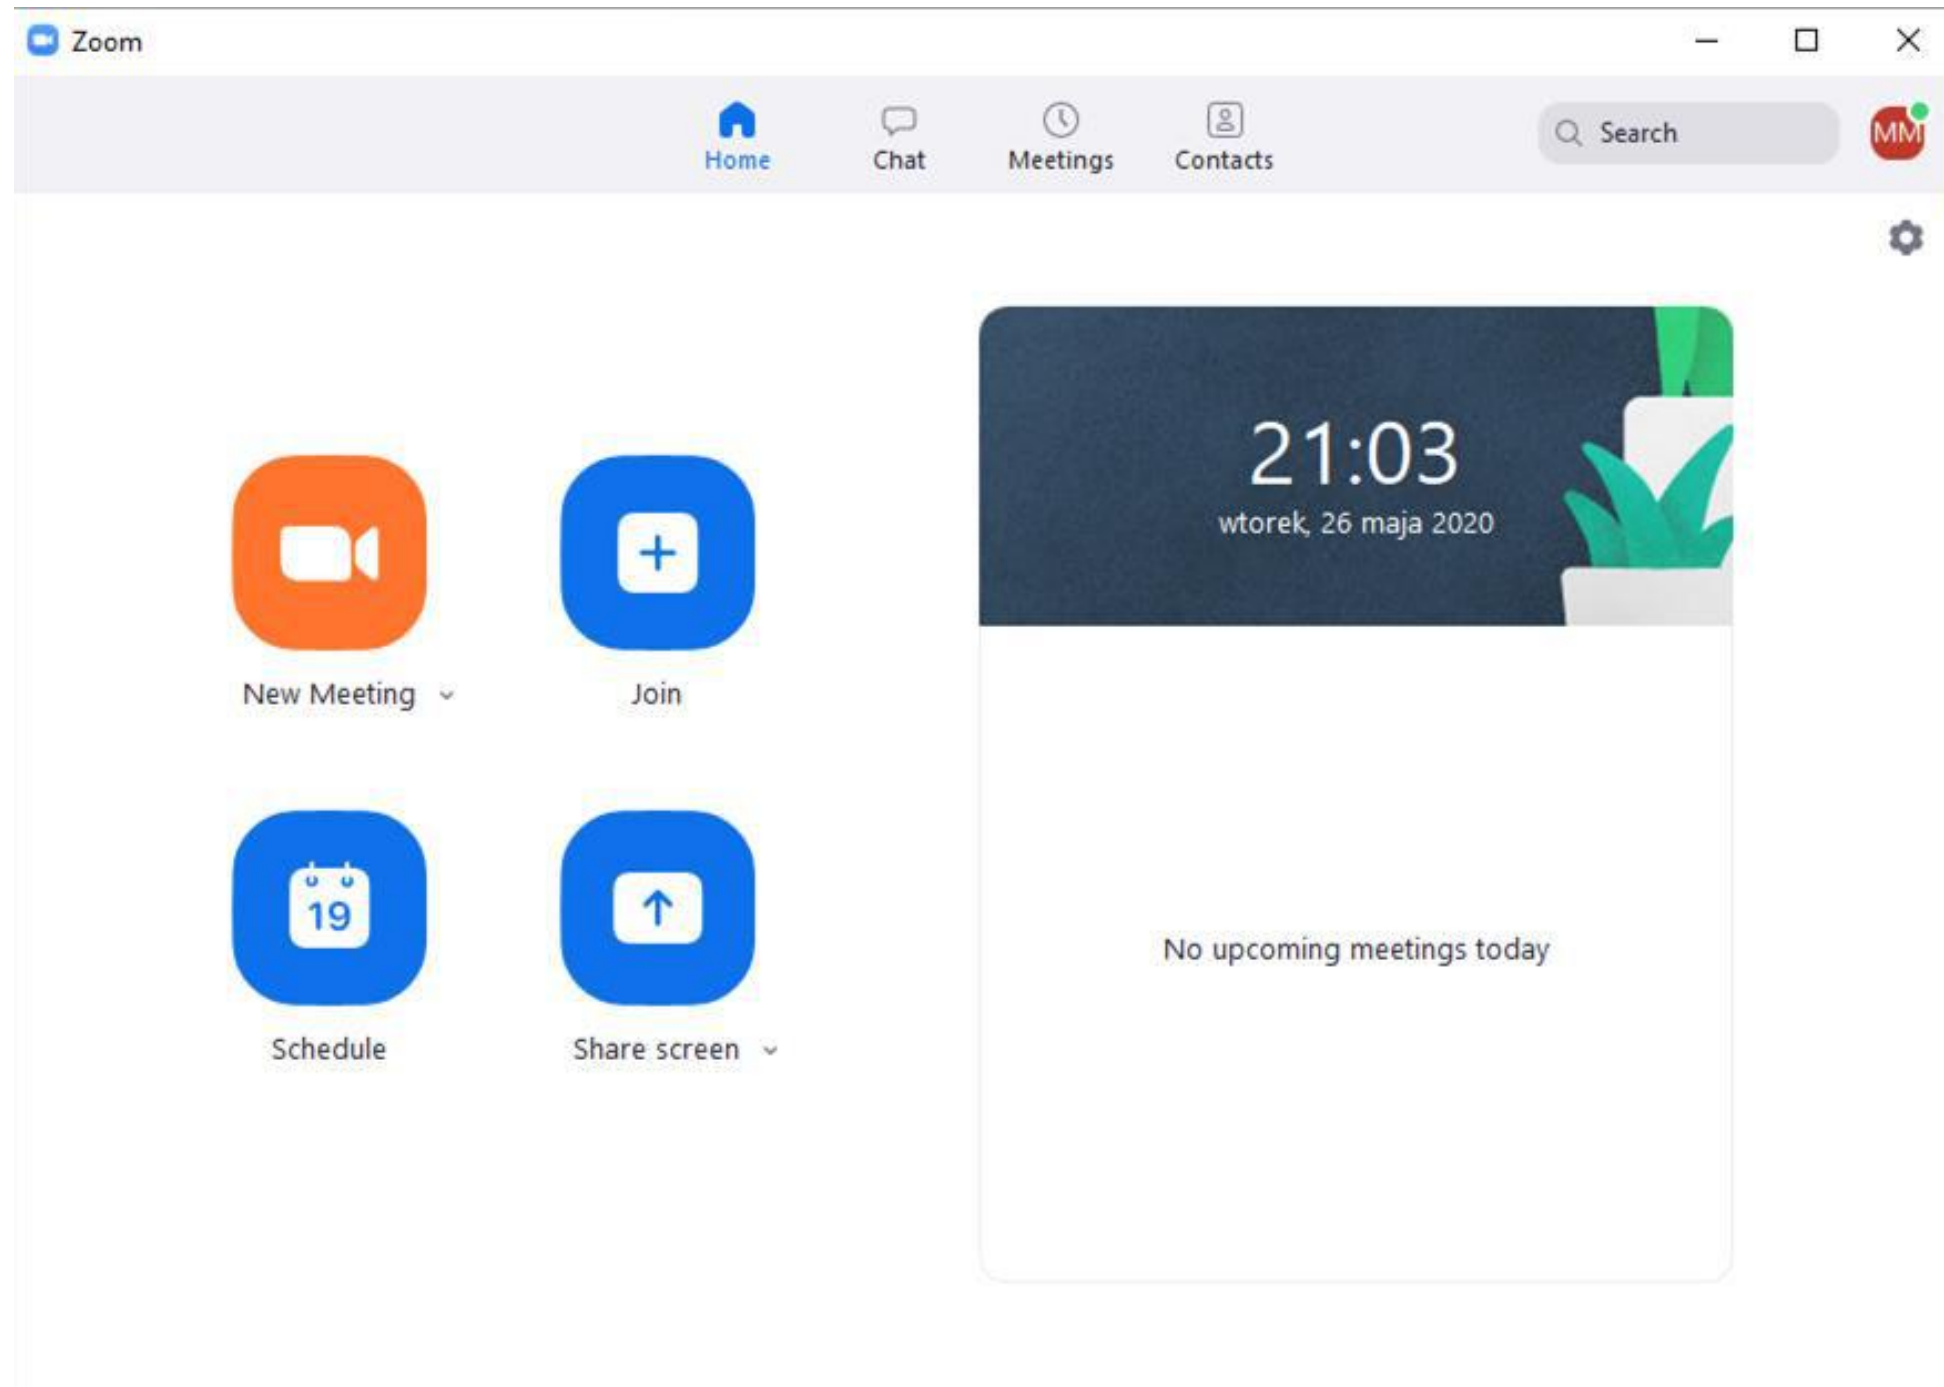 Zoom
Home
Chat
Meetings
Contacts
Search
MM
21:03
wtorek, 26 maja 2020
New Meeting
Join
19
Schedule
Share screen
No upcoming meetings today